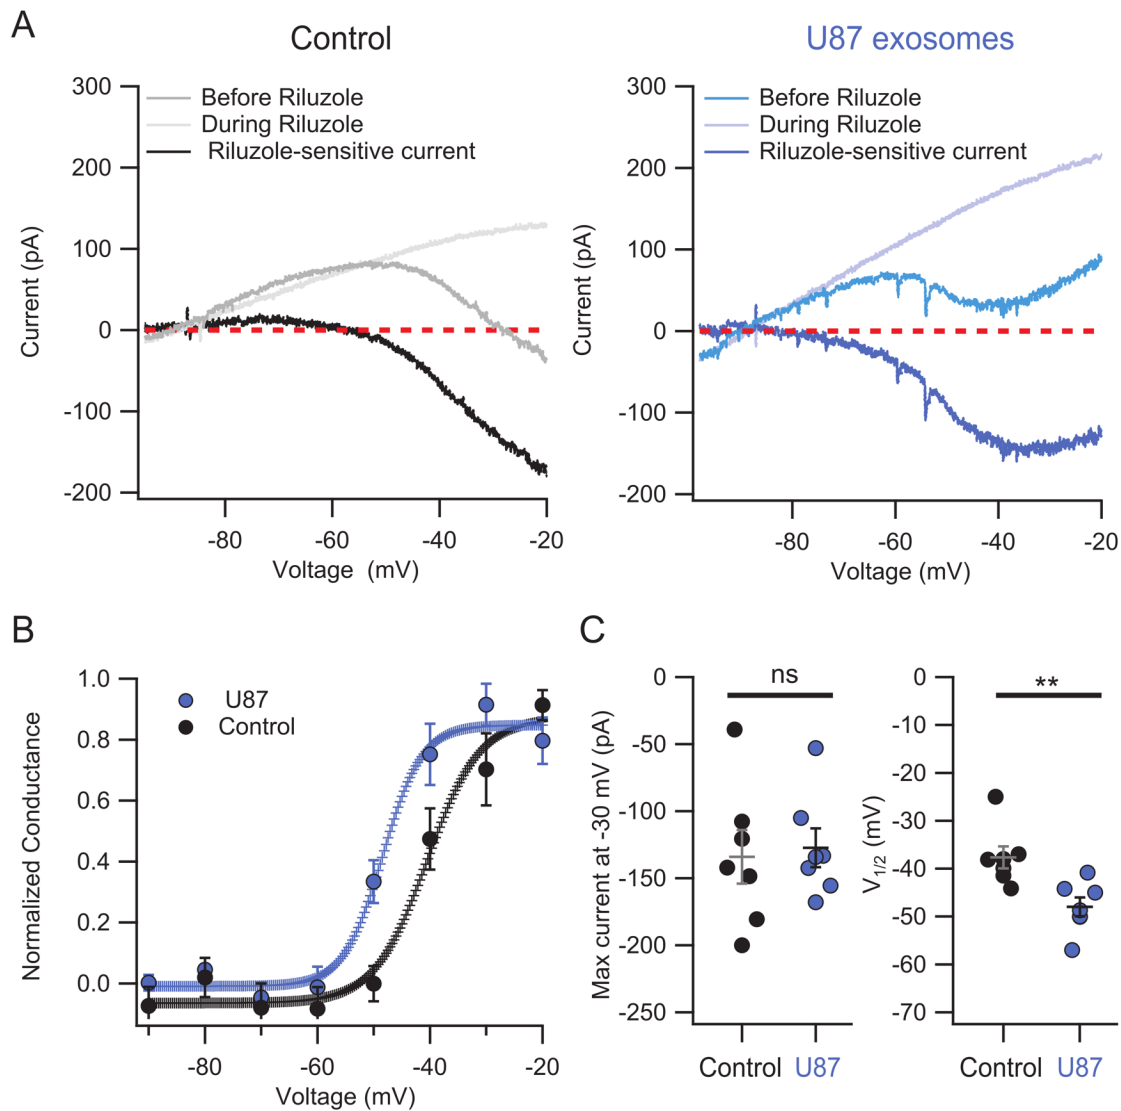 A
Control
U87 exosomes
300
200
100
0
-100
-200
Current (pA)
Before Riluzole
During Riluzole
Riluzole-sensitive current
-80
-60
-40
-20
Voltage (mV)
300
200
100
0
-100
-200
Current (pA)
Before Riluzole
During Riluzole
Riluzole-sensitive current
-80
-60
-40
-20
Voltage (mV)
B
1.0
0.8
0.6
0.4
0.2
0.0
Normalized Conductance
U87
Control
-80
-60
-40
-20
Voltage (mV)
C
0
-50
-100
-150
-200
-250
Max current at -30 mV (pA)
ns
Control U87
0
-10
-20
-30
-40
-50
-60
-70
V1/2 (mV)
**
Control U87